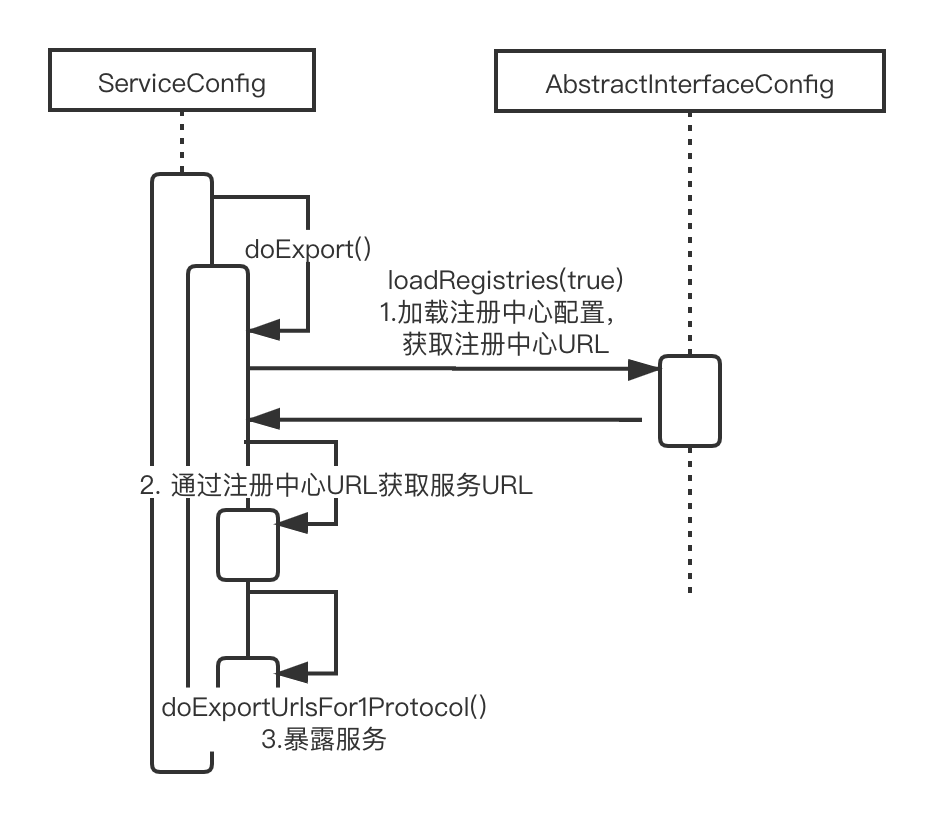 ServiceConfig
AbstractInterfaceConfig
doExport()
loadRegistries(true)
1.加载注册中心配置，
获取注册中心URL
2. 通过注册中心URL获取服务URL
doExportUrlsFor1Protocol()
3.暴露服务